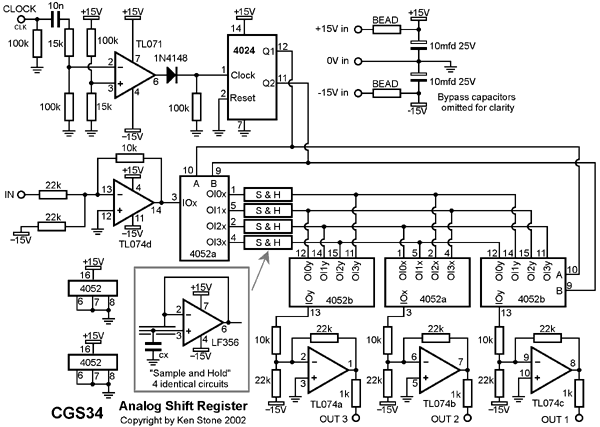 CLOCK
CLK
10n
+15V
100k
15k
100k
2
3
7
TL071
6
4
1N4148
100k
15k
100k
−15V
+15V
14
4024
Q1
12
Q2
11
1
Clock
2
Reset
7
+15V in
BEAD
+15V
10mfd 25V
0V in
10mfd 25V
-15V in
BEAD
−15V
Bypass capacitors
omitted for clarity
10k
+15V
IN
22k
13
4
14
12
11
22k
−15V
TL074d
−15V
10
9
A
B
3
IOx
OI0x
1
S & H
OI1x
5
S & H
OI2x
2
S & H
OI3x
4
S & H
4052a
12
14
15
11
1
5
2
4
12
14
15
11
OI0y
OI1y
OI2y
OI3y
OI0x
OI1x
OI2x
OI3x
OI0y
OI1y
OI2y
OI3y
A
10
B
9
IOy
4052b
IOx
4052a
IOy
4052b
13
3
13
+15V
16
4052
6
7
8
+15V
16
4052
6
7
8
+15V
2
7
3
6
4
LF356
cx
−15V
"Sample and Hold"
4 identical circuits
10k
22k
2
1
3
22k
1k
−15V
TL074a
OUT 3
10k
22k
6
7
5
22k
1k
−15V
TL074b
OUT 2
10k
22k
9
8
10
22k
1k
−15V
TL074c
OUT 1
CGS34
Analog Shift Register
Copyright by Ken Stone 2002